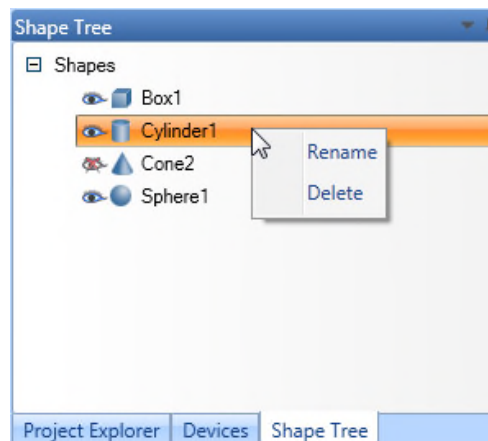 Shape Tree
Shapes
Box1
Cylinder1
Rename
Cone2
Delete
Sphere1
Project Explorer Devices Shape Tree